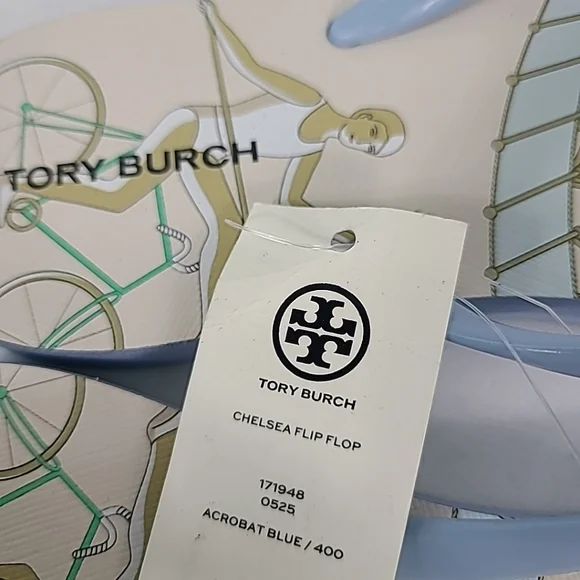 TORY BURCH
TORY BURCH
CHELSEA FLIP FLOP
171948
0525
ACROBAT BLUE / 400